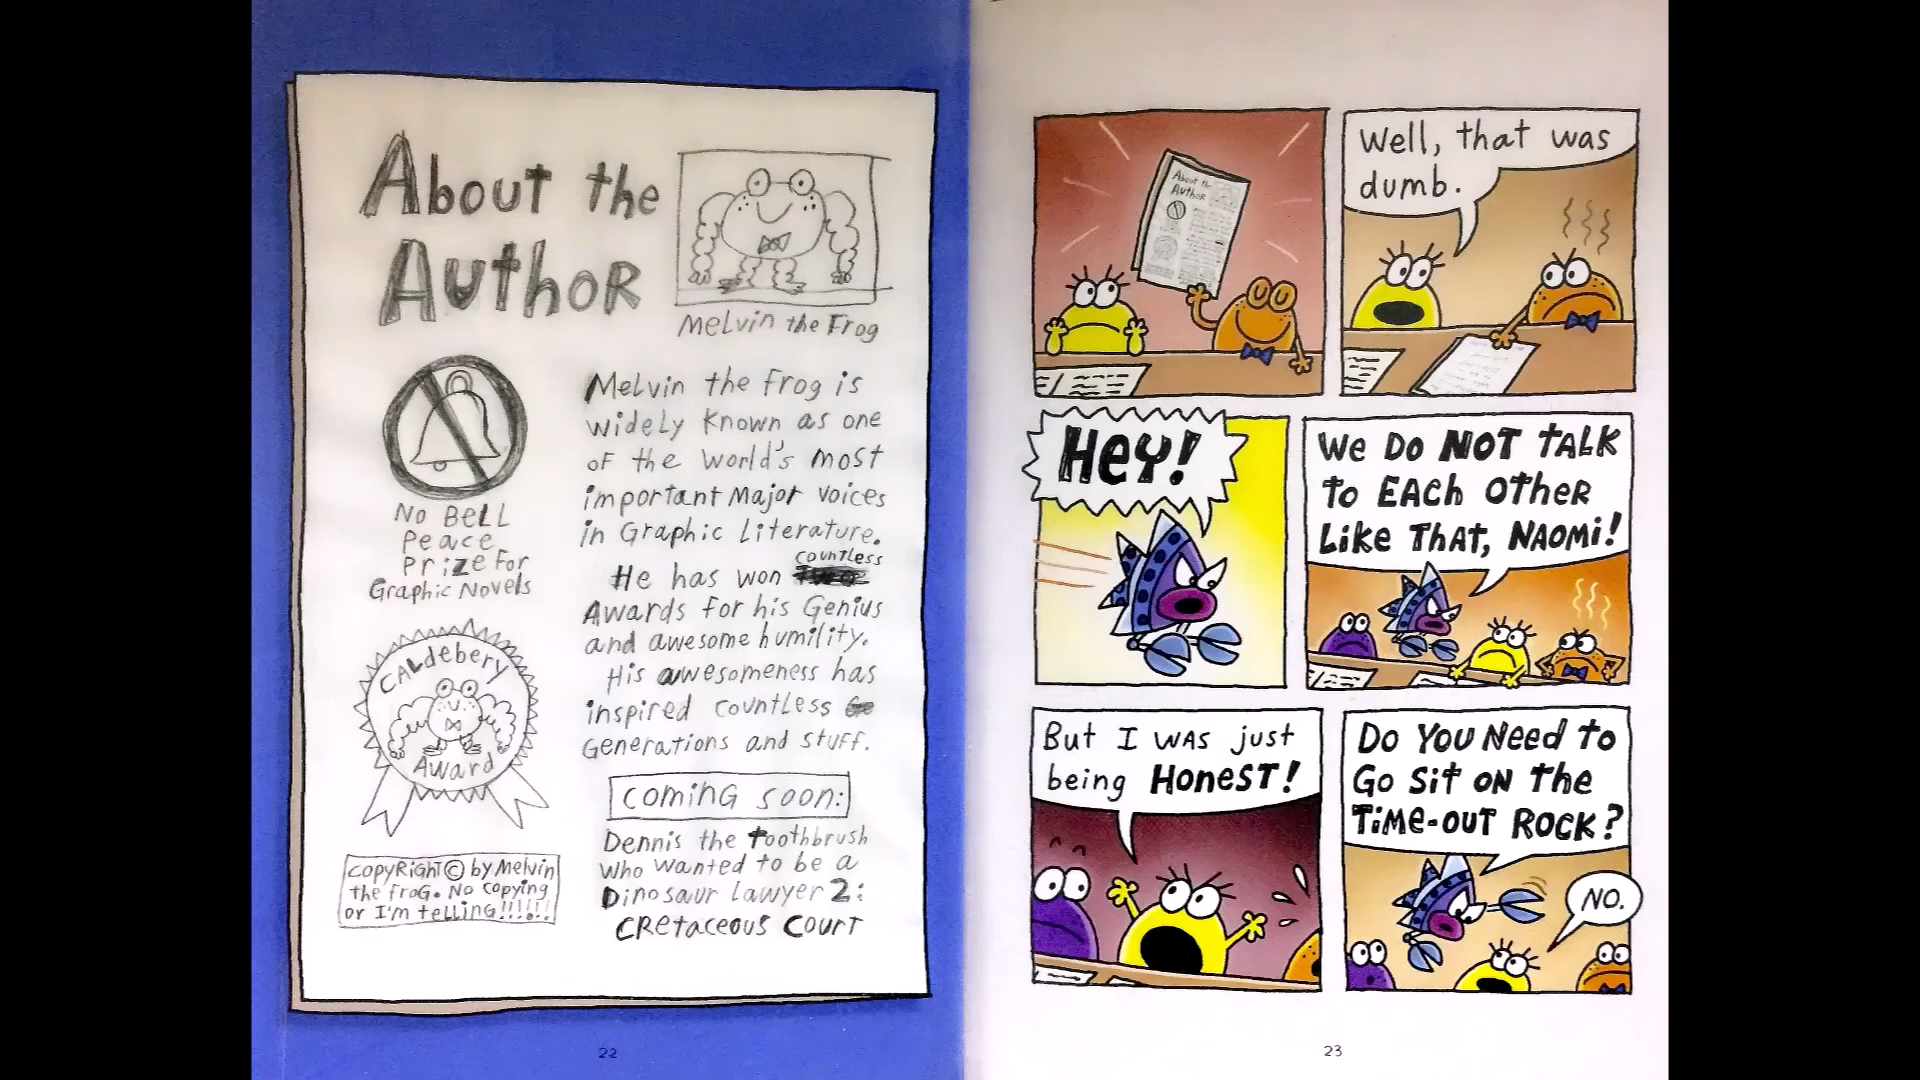 About the
Author
Melvin the Frog
No Bell
Peace
Prize For
Graphic Novels
CALdebery
Award
copyRight © by Melvin
the froG. No copying
or I'm telling!!!!!!
Melvin the Frog is
widely known as one
of the world's most
important Major voices
in Graphic Literature.
countless
He has won
Awards for his Genius
and awesome humility.
His awesomeness has
inspired countless Ge
Generations and stuff.
coming soon:
Dennis the toothbrush
who wanted to be a
Dinosaur Lawyer 2:
CRetaceous Court
22
About the
Author
Well, that was
dumb.
HEY!
We Do NOT TALK
to EACh OtheR
Like That, NAOMi!
But I WAS just
being HONEST!
Do YOU Need to
Go Sit ON The
TiMe-OUT ROCK?
NO.
23